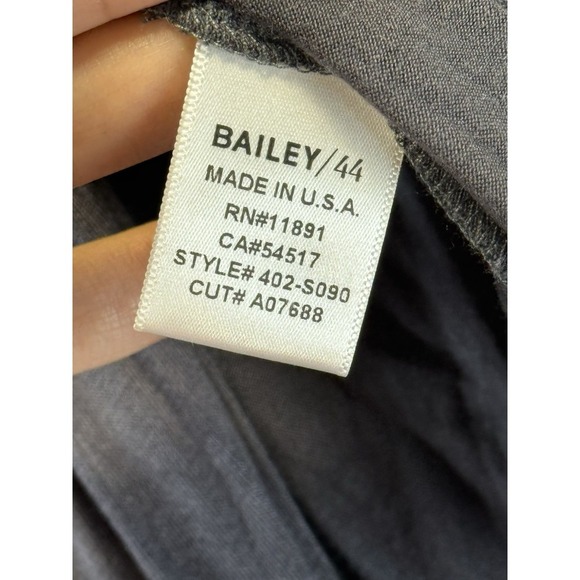 BAILEY/44
MADE IN U.S.A.
RN#11891
CA#54517
STYLE# 402-S090
CUT# A07688